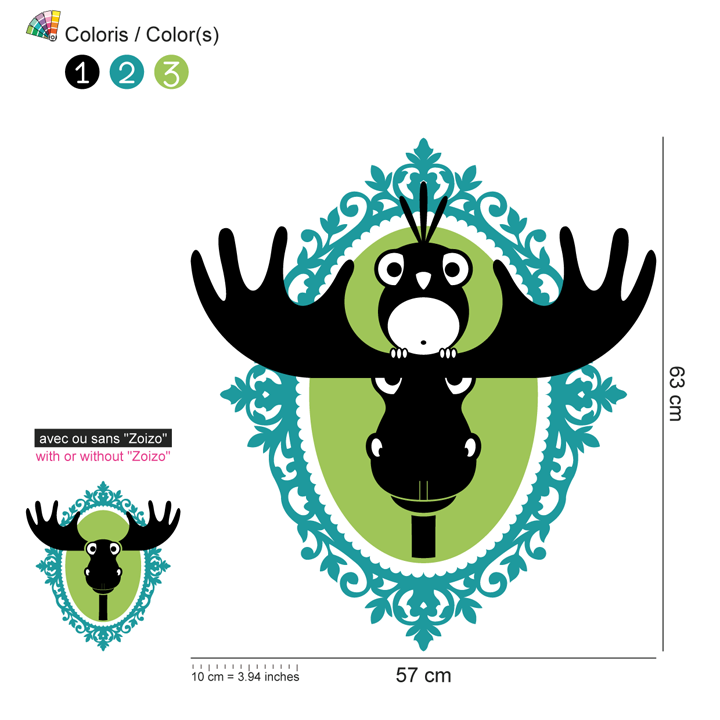 Coloris / Color(s)
1 2 3
63 cm
avec ou sans "Zoizo"
with or without "Zoizo"
10 cm = 3.94 inches
57 cm